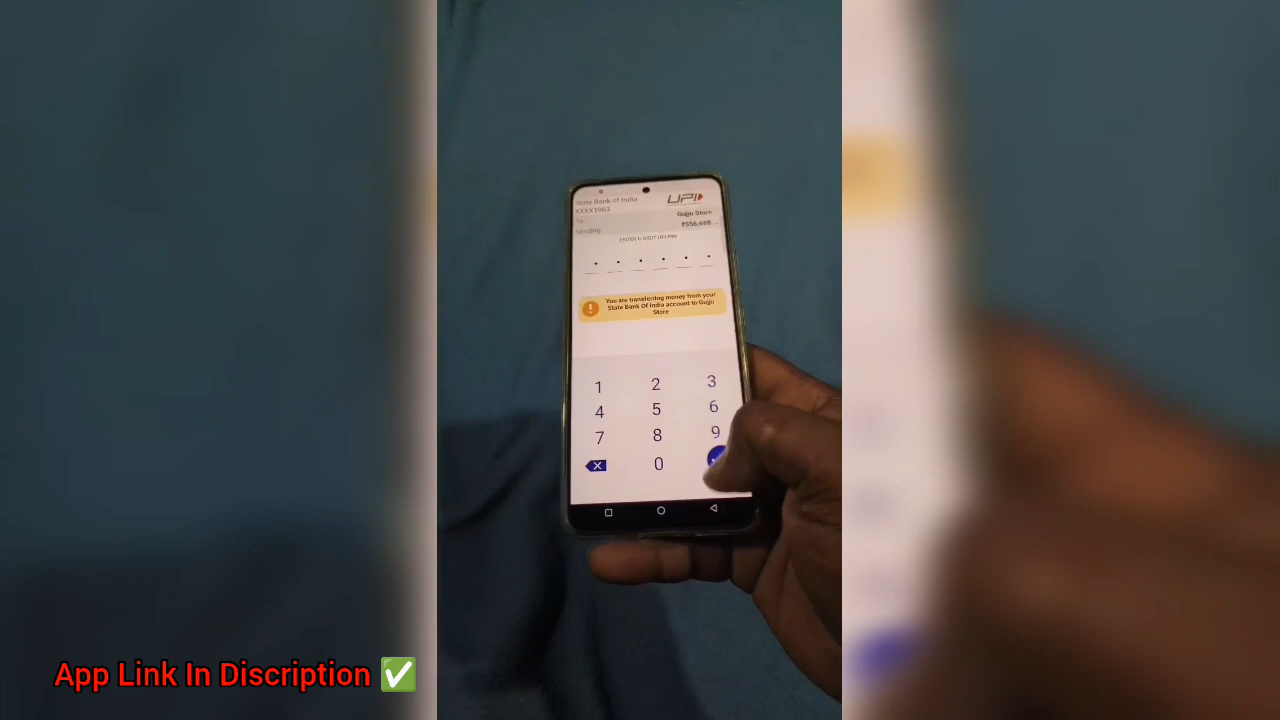 State Bank of India
XXXX1963
UPI
To
Gujju Store
Sending
₹556,688...
ENTER 6 DIGIT UPI PIN
You are transferring money from your
State Bank Of India account to Gujju
Store
1 2 3
4 5 6
7 8 9
0
App Link In Discription ✅